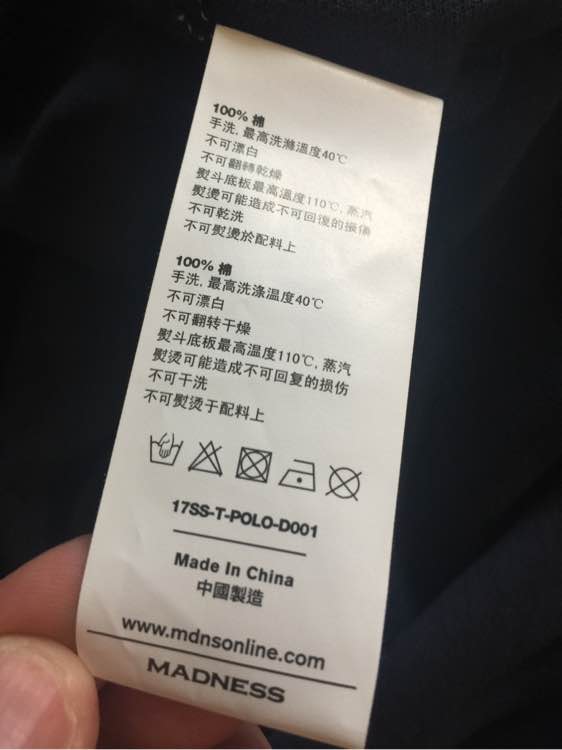 100% 棉
手洗, 最高洗滌溫度40℃
不可漂白
不可翻轉乾燥
熨斗底板最高溫度110℃, 蒸汽
熨燙可能造成不可回復的損傷
不可乾洗
不可熨燙於配料上
100% 棉
手洗, 最高洗涤温度40℃
不可漂白
不可翻转干燥
熨斗底板最高温度110℃, 蒸汽
熨烫可能造成不可回复的损伤
不可干洗
不可熨烫于配料上
17SS-T-POLO-D001
Made In China
中國製造
www.mdnsonline.com
MADNESS